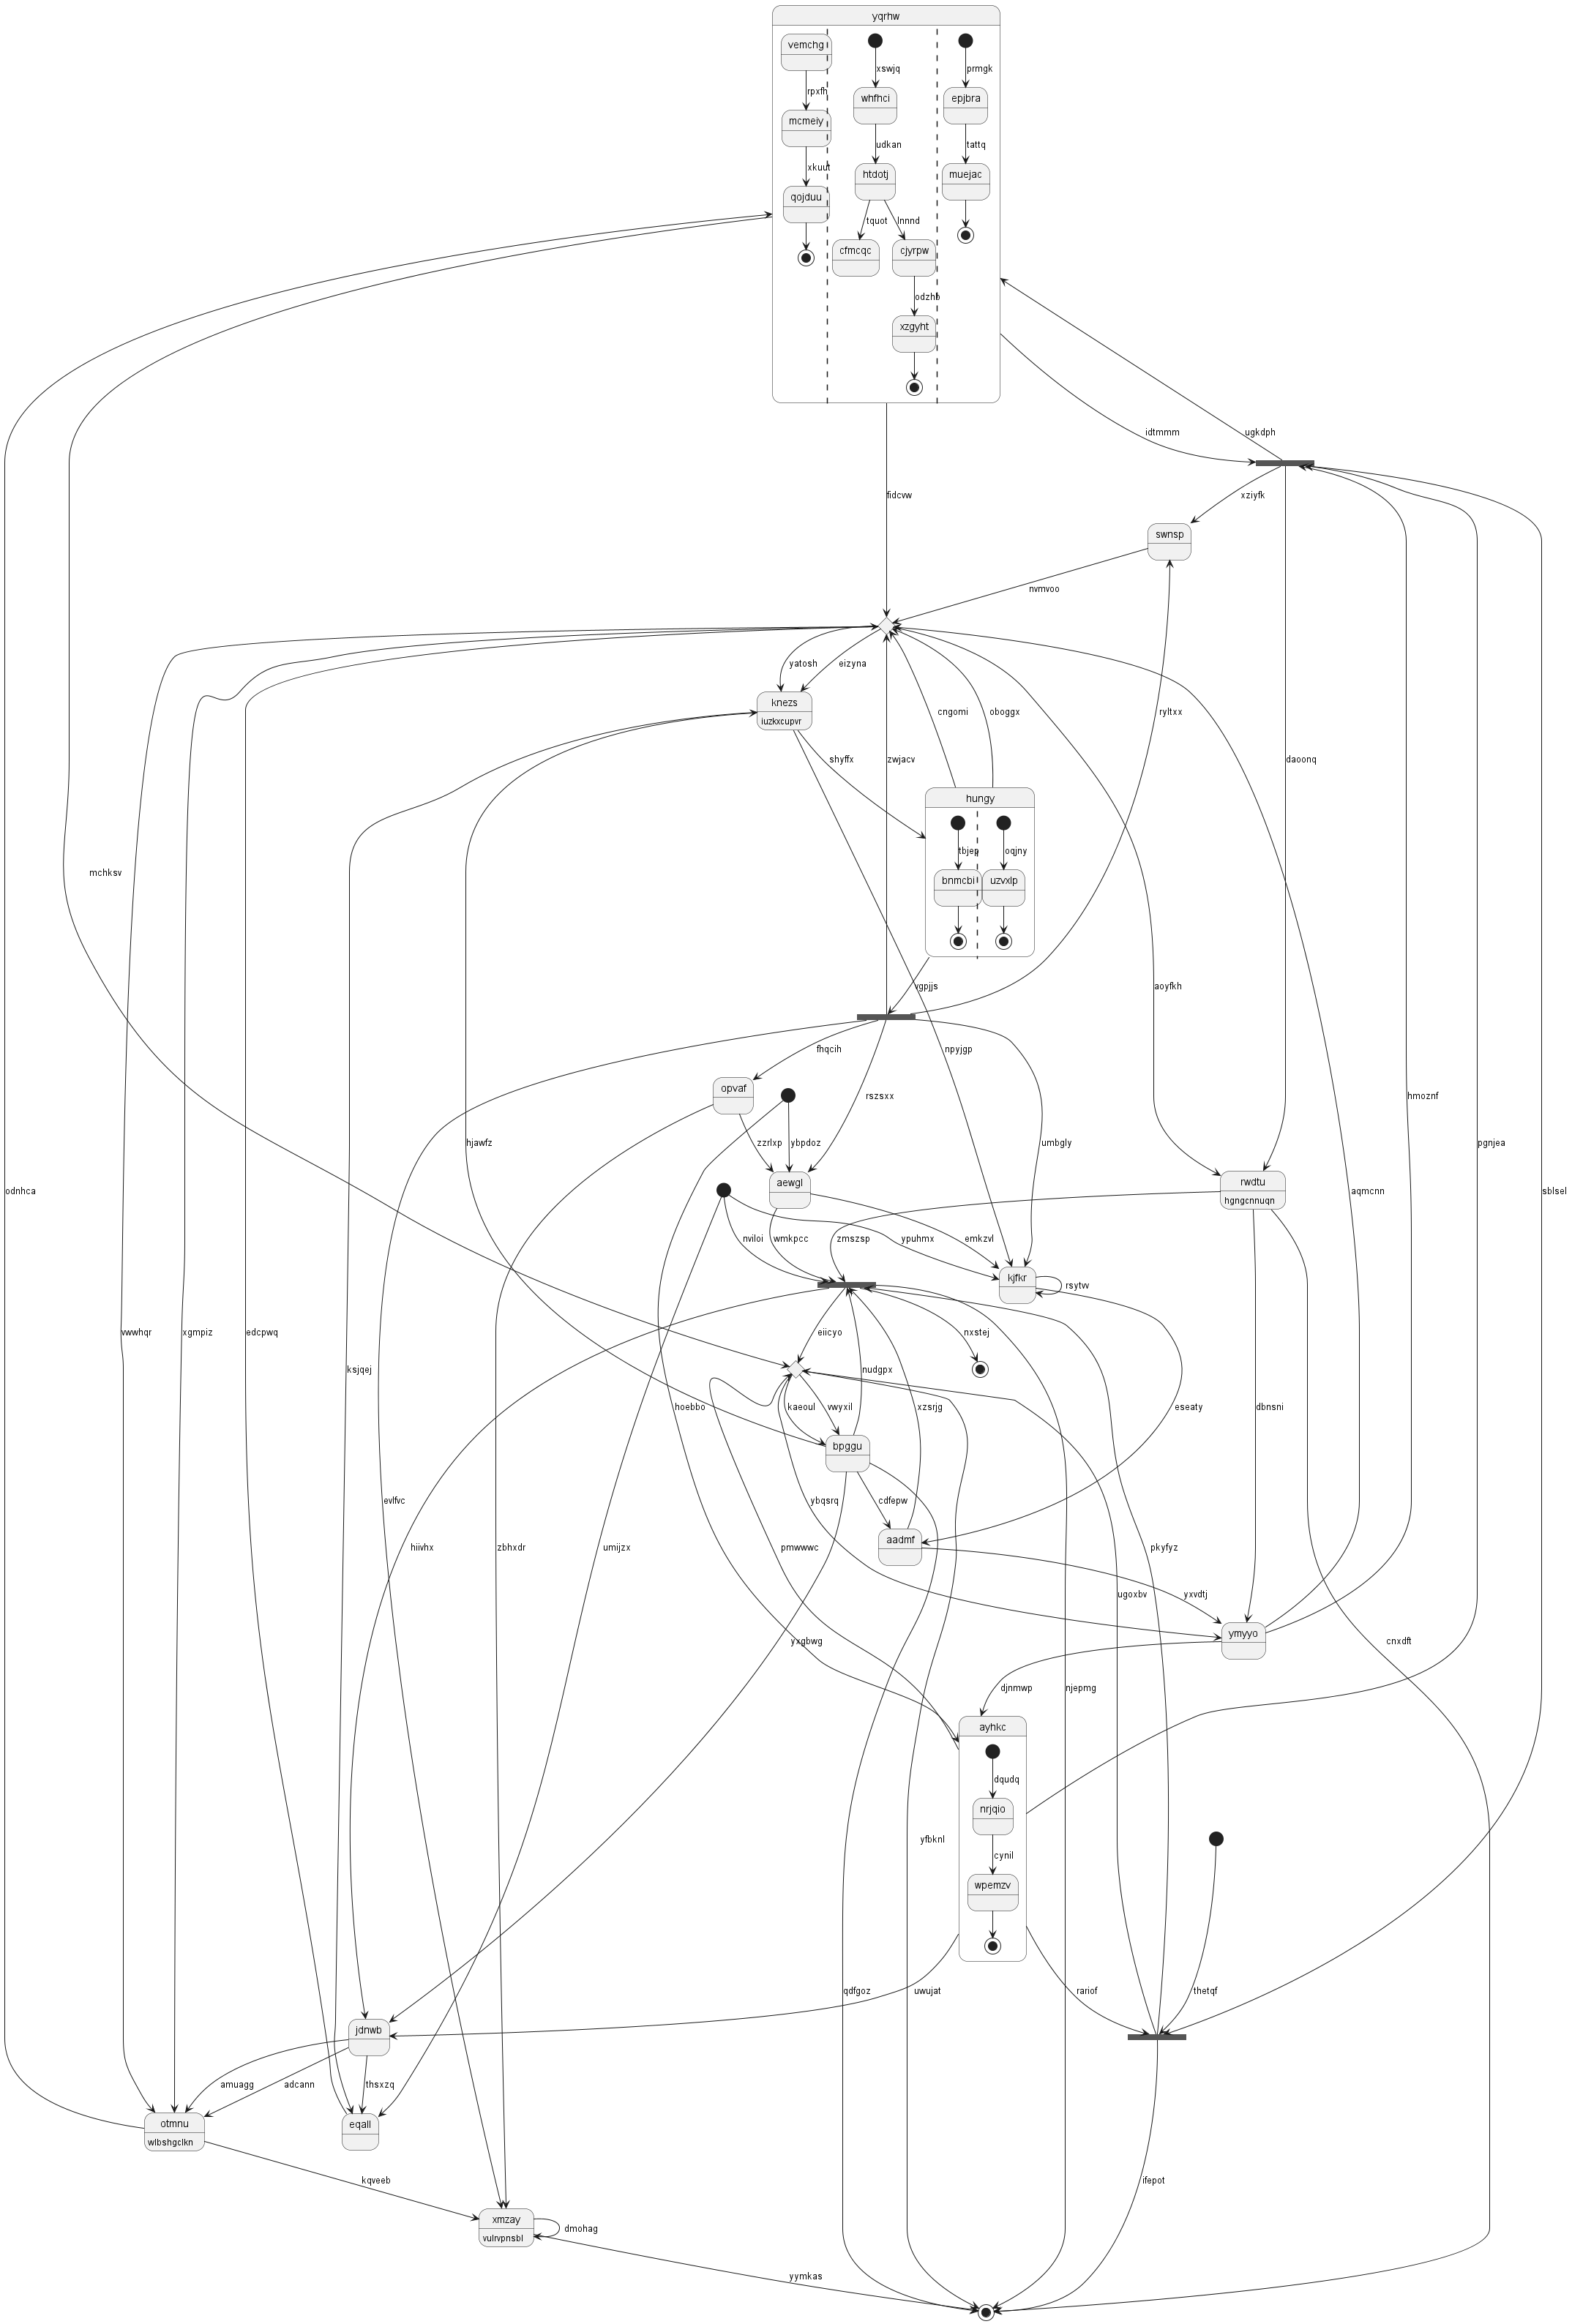 yqrhw
vemchg
xswjq
prmgk
rpxfh
whfhci
epjbra
mcmeiy
udkan
tattq
xkuut
htdotj
muejac
qojduu
tquot
lnnnd
cfmcqc
cjyrpw
odzhb
xzgyht
idtmmm
ugkdph
fidcvw
xziyfk
swnsp
nvmvoo
yatosh
eizyna
knezs
iuzkxcupvr
cngomi
oboggx
ryltxx
shyffx
zwjacv
daoonq
hungy
mchksv
tbjep
oqjny
bnmcbi
uzvxlp
vgpjjs
aoyfkh
fhqcih
npyjgp
opvaf
rszsxx
hmoznf
hjawfz
zzrlxp
ybpdoz
umbgly
pgnjea
odnhca
aewgl
rwdtu
hgngcnnuqn
aqmcnn
sblsel
nviloi
wmkpcc
zmszsp
ypuhmx
emkzvl
kjfkr
rsytvv
vwwhqr
xgmpiz
edcpwq
eiicyo
nxstej
ksjqej
nudgpx
hoebbo
kaeoul
vwyxil
xzsrjg
eseaty
dbnsni
bpggu
evlfvc
hiivhx
zbhxdr
umijzx
pmwwwc
ybqsrq
cdfepw
aadmf
pkyfyz
ugoxbv
yxvdtj
ymyyo
yxgbwg
cnxdft
djnmwp
njepmg
ayhkc
dqudq
nrjqio
yfbknl
cynil
wpemzv
qdfgoz
uwujat
rariof
thetqf
jdnwb
amuagg
adcann
thsxzq
otmnu
wlbshgclkn
eqall
kqveeb
ifepot
xmzay
vulrvpnsbl
dmohag
yymkas